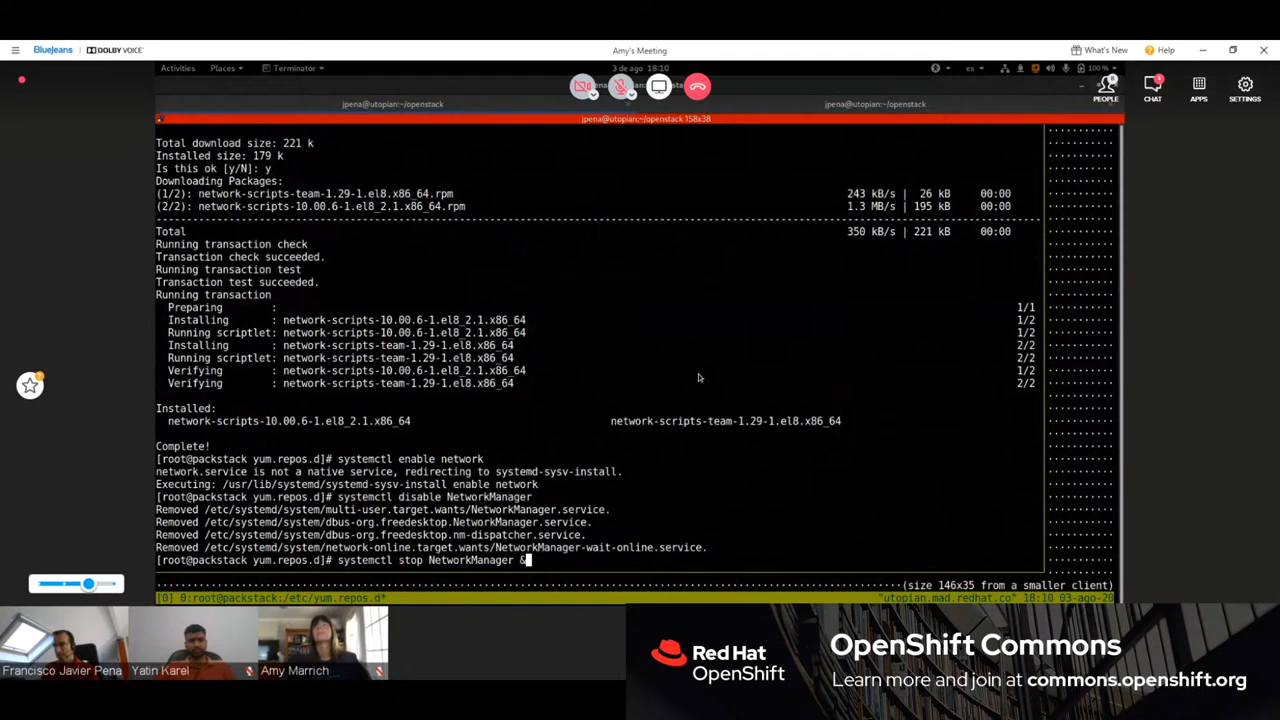 BlueJeans DOLBY VOICE
Amy's Meeting
What's New Help
Activities Places Terminator
3 de ago 18:10
es 100 %
jpena@utopian:~/openstack
jpena@utopian:~/openstack
PEOPLE CHAT APPS SETTINGS
jpena@utopian:~/openstack 158x38
Total download size: 221 k
Installed size: 179 k
Is this ok [y/N]: y
Downloading Packages:
(1/2): network-scripts-team-1.29-1.el8.x86_64.rpm 243 kB/s | 26 kB 00:00
(2/2): network-scripts-10.00.6-1.el8_2.1.x86_64.rpm 1.3 MB/s | 195 kB 00:00
Total 350 kB/s | 221 kB 00:00
Running transaction check
Transaction check succeeded.
Running transaction test
Transaction test succeeded.
Running transaction
Preparing : 1/1
Installing : network-scripts-10.00.6-1.el8_2.1.x86_64 1/2
Running scriptlet: network-scripts-10.00.6-1.el8_2.1.x86_64 1/2
Installing : network-scripts-team-1.29-1.el8.x86_64 2/2
Running scriptlet: network-scripts-team-1.29-1.el8.x86_64 2/2
Verifying : network-scripts-10.00.6-1.el8_2.1.x86_64 1/2
Verifying : network-scripts-team-1.29-1.el8.x86_64 2/2
Installed:
network-scripts-10.00.6-1.el8_2.1.x86_64 network-scripts-team-1.29-1.el8.x86_64
Complete!
[root@packstack yum.repos.d]# systemctl enable network
network.service is not a native service, redirecting to systemd-sysv-install.
Executing: /usr/lib/systemd/systemd-sysv-install enable network
[root@packstack yum.repos.d]# systemctl disable NetworkManager
Removed /etc/systemd/system/multi-user.target.wants/NetworkManager.service.
Removed /etc/systemd/system/dbus-org.freedesktop.NetworkManager.service.
Removed /etc/systemd/system/dbus-org.freedesktop.nm-dispatcher.service.
Removed /etc/systemd/system/network-online.target.wants/NetworkManager-wait-online.service.
[root@packstack yum.repos.d]# systemctl stop NetworkManager &
(size 146x35 from a smaller client)
[0] 0:root@packstack:/etc/yum.repos.d* "utopian.mad.redhat.co" 18:10 03-ago-20
Francisco Javier Pena
Yatin Karel
Amy Marrich
Red Hat
OpenShift
OpenShift Commons
Learn more and join at commons.openshift.org